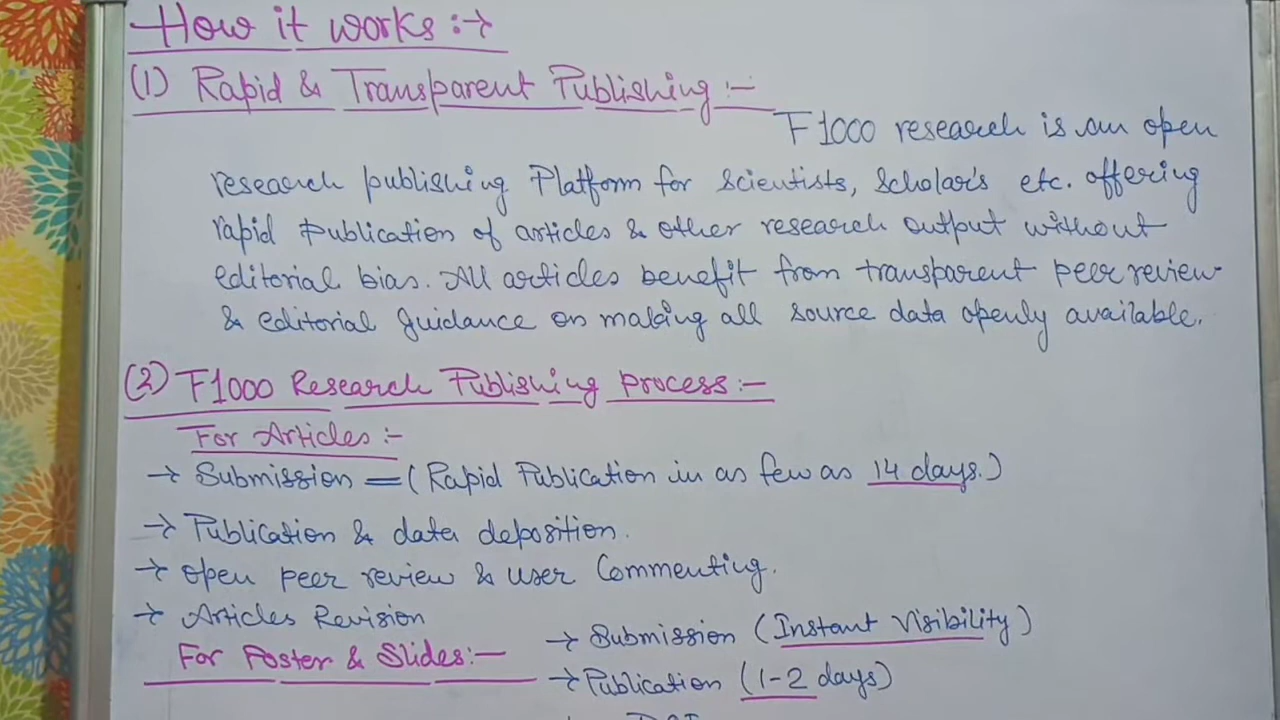 How it works :→
(1) Rapid & Transparent Publishing :-
F1000 research is an open
research publishing Platform for Scientists, Scholar's etc. offering
rapid publication of articles & other research output without
editorial bias. All articles benefit from transparent peer review
& editorial guidance on making all source data openly available.
(2) F1000 Research Publishing process :-
For Articles :-
→ Submission = (Rapid Publication in as few as 14 days.)
→ Publication & data deposition.
→ open peer review & user Commenting.
→ Articles Revision
For Poster & Slides :-
→ Submission (Instant Visibility)
→ Publication (1-2 days)